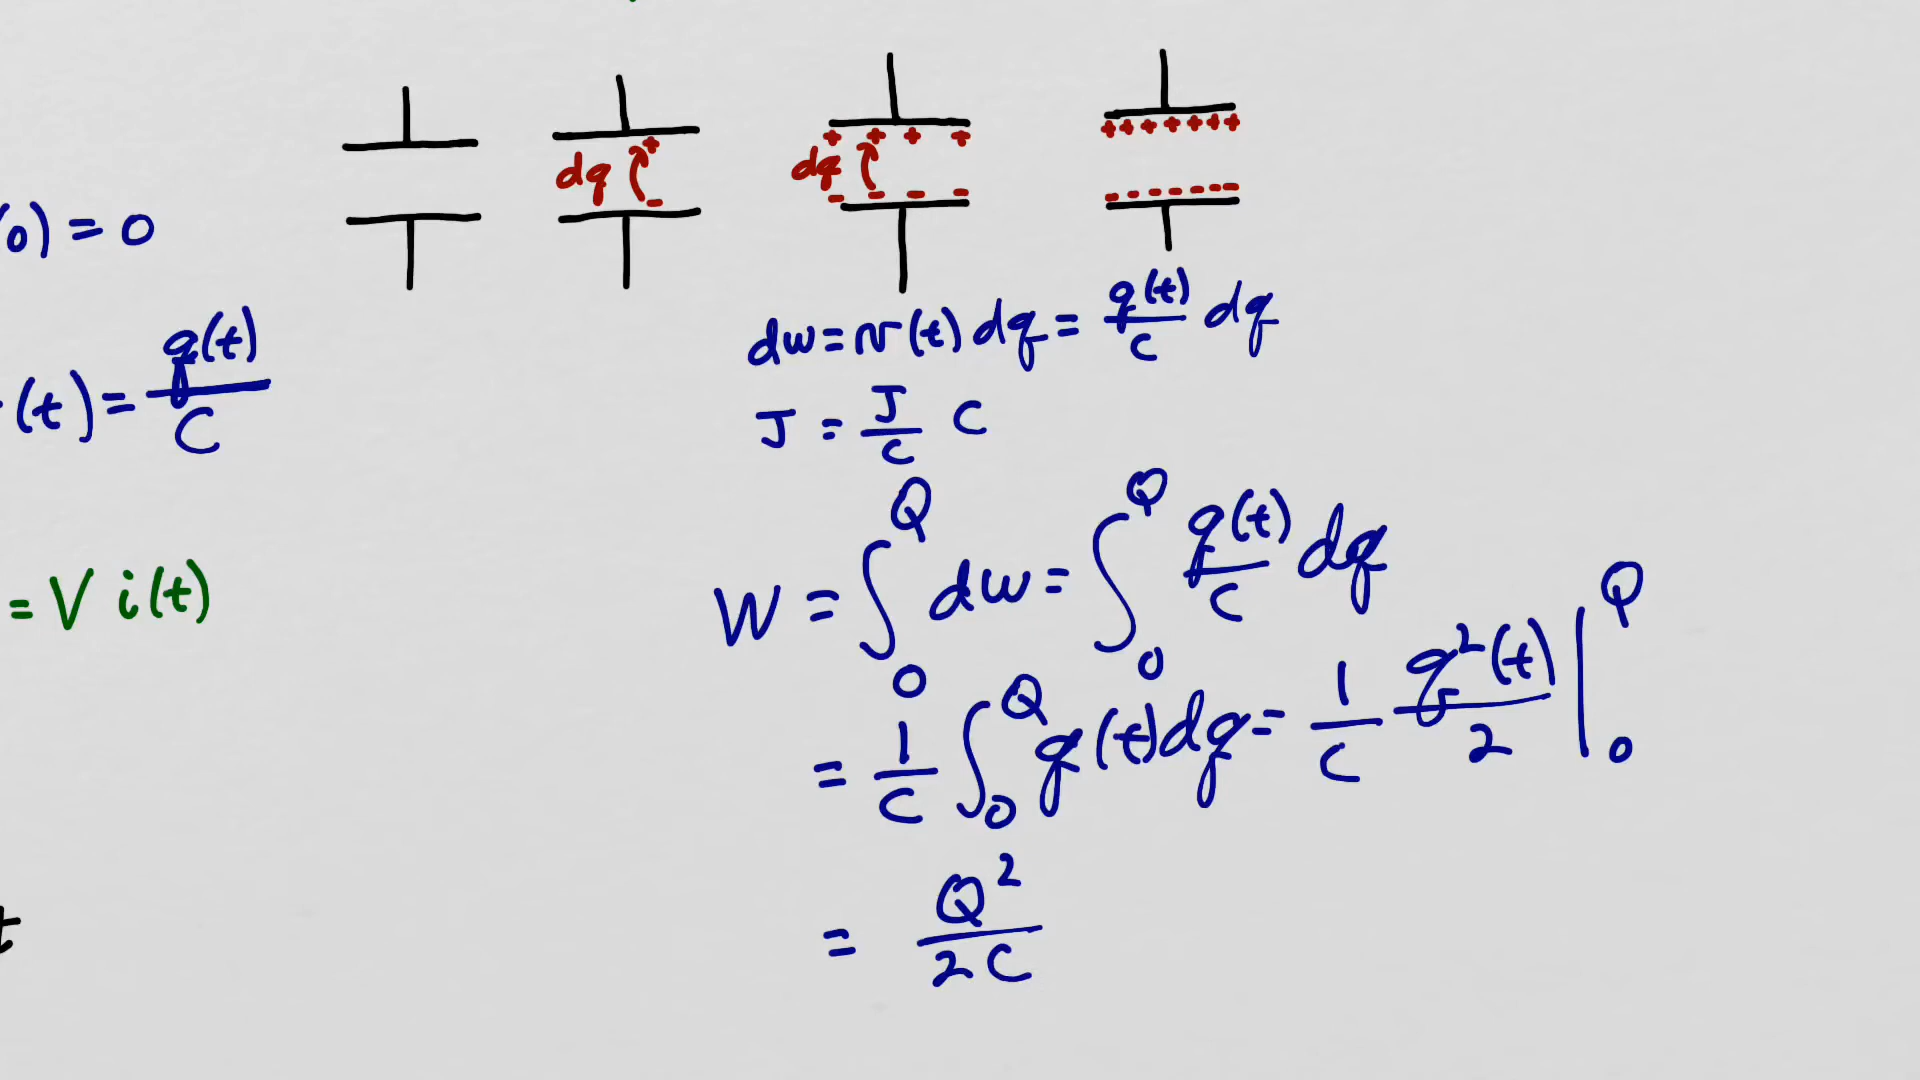 dq + -
+ + + +
dq
- - - -
+ + + + + + +
- - - - - - -
(0) = 0
dw = v(t) dq = q(t)/C dq
(t) = q(t)/C
J = J/C C
= V i(t)
W = ∫₀^Q dw = ∫₀^Q q(t)/C dq
= 1/C ∫₀^Q q(t) dq = 1/C q²(t)/2 |₀^Q
= Q²/2C
t